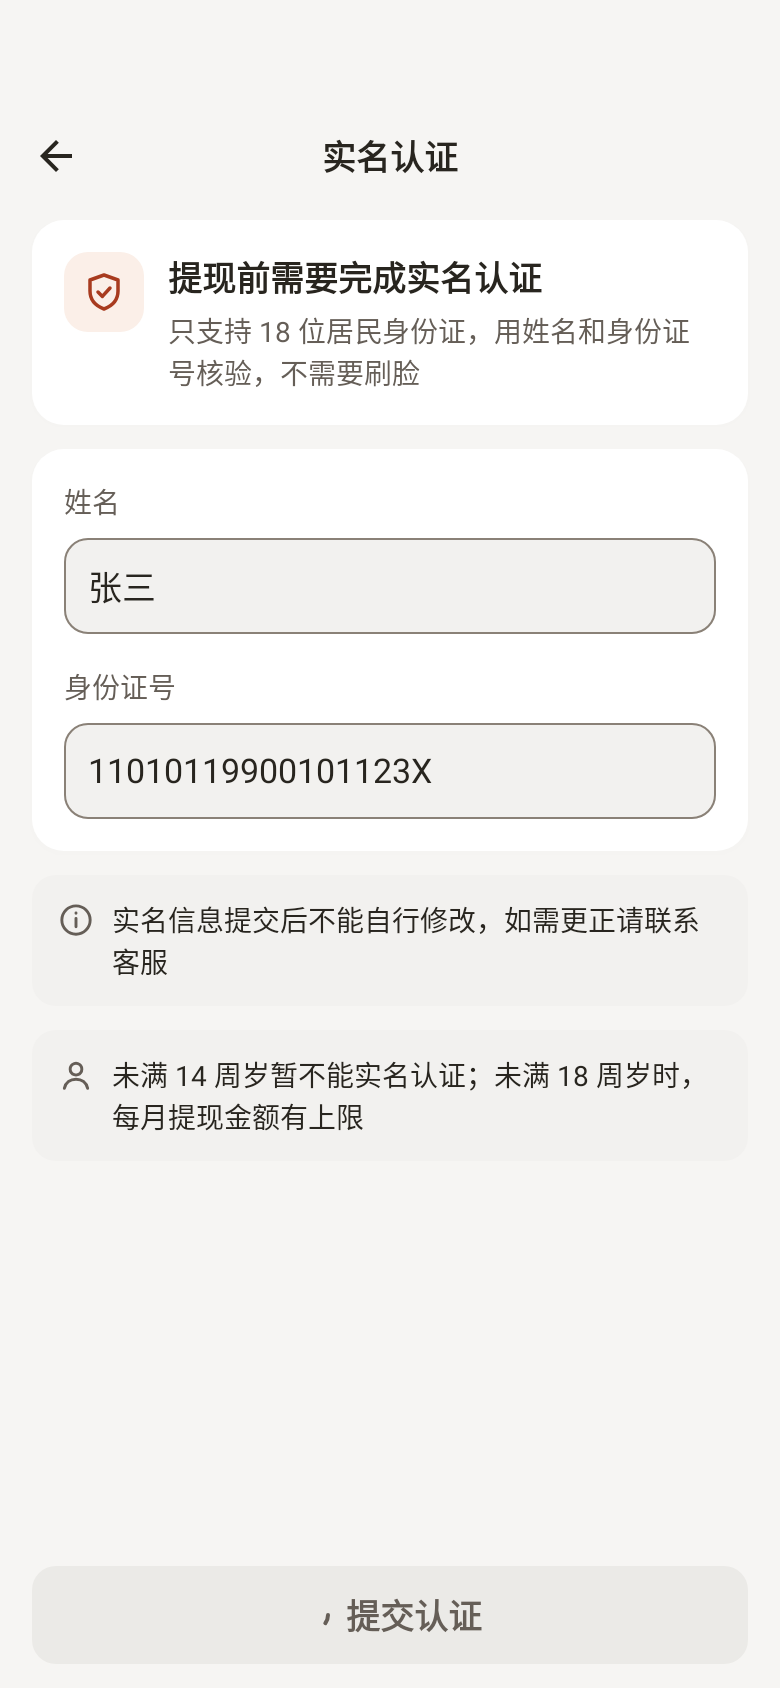 实名认证
提现前需要完成实名认证
只支持 18 位居民身份证，用姓名和身份证
号核验，不需要刷脸
姓名
张三
身份证号
11010119900101123X
实名信息提交后不能自行修改，如需更正请联系
客服
未满 14 周岁暂不能实名认证；未满 18 周岁时，
每月提现金额有上限
提交认证